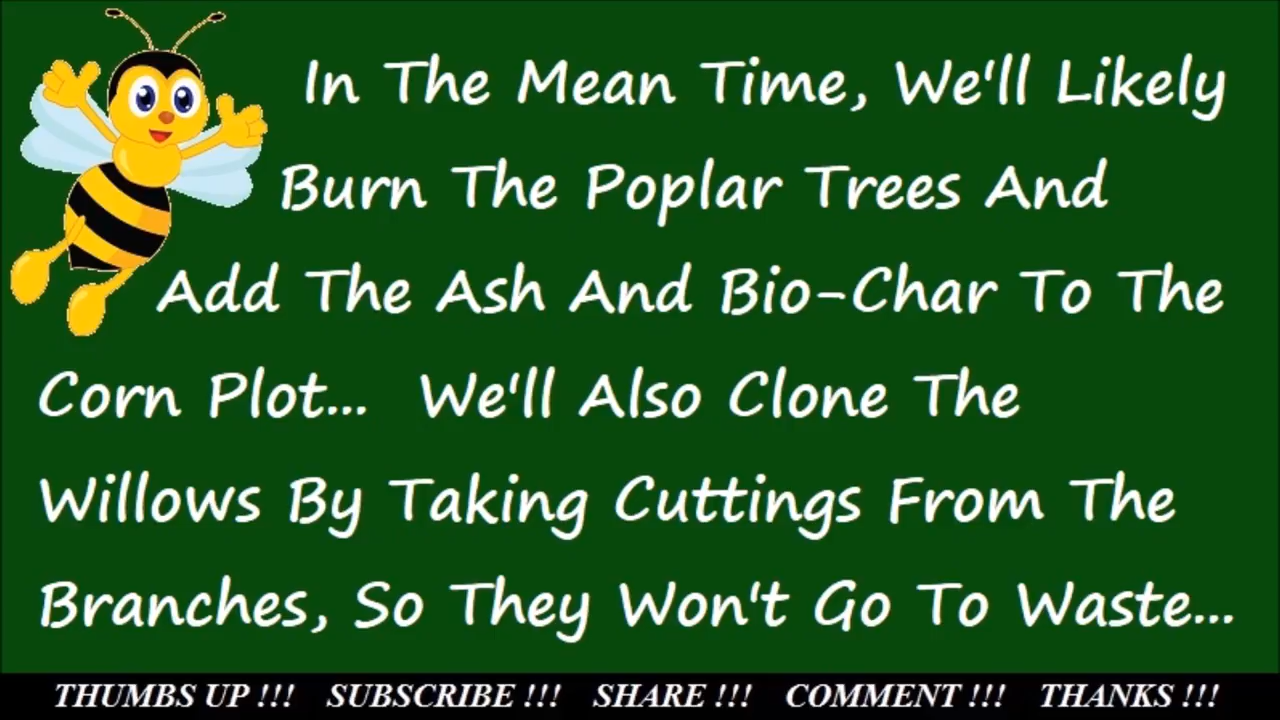 In The Mean Time, We'll Likely
Burn The Poplar Trees And
Add The Ash And Bio-Char To The
Corn Plot... We'll Also Clone The
Willows By Taking Cuttings From The
Branches, So They Won't Go To Waste...
THUMBS UP !!! SUBSCRIBE !!! SHARE !!! COMMENT !!! THANKS !!!